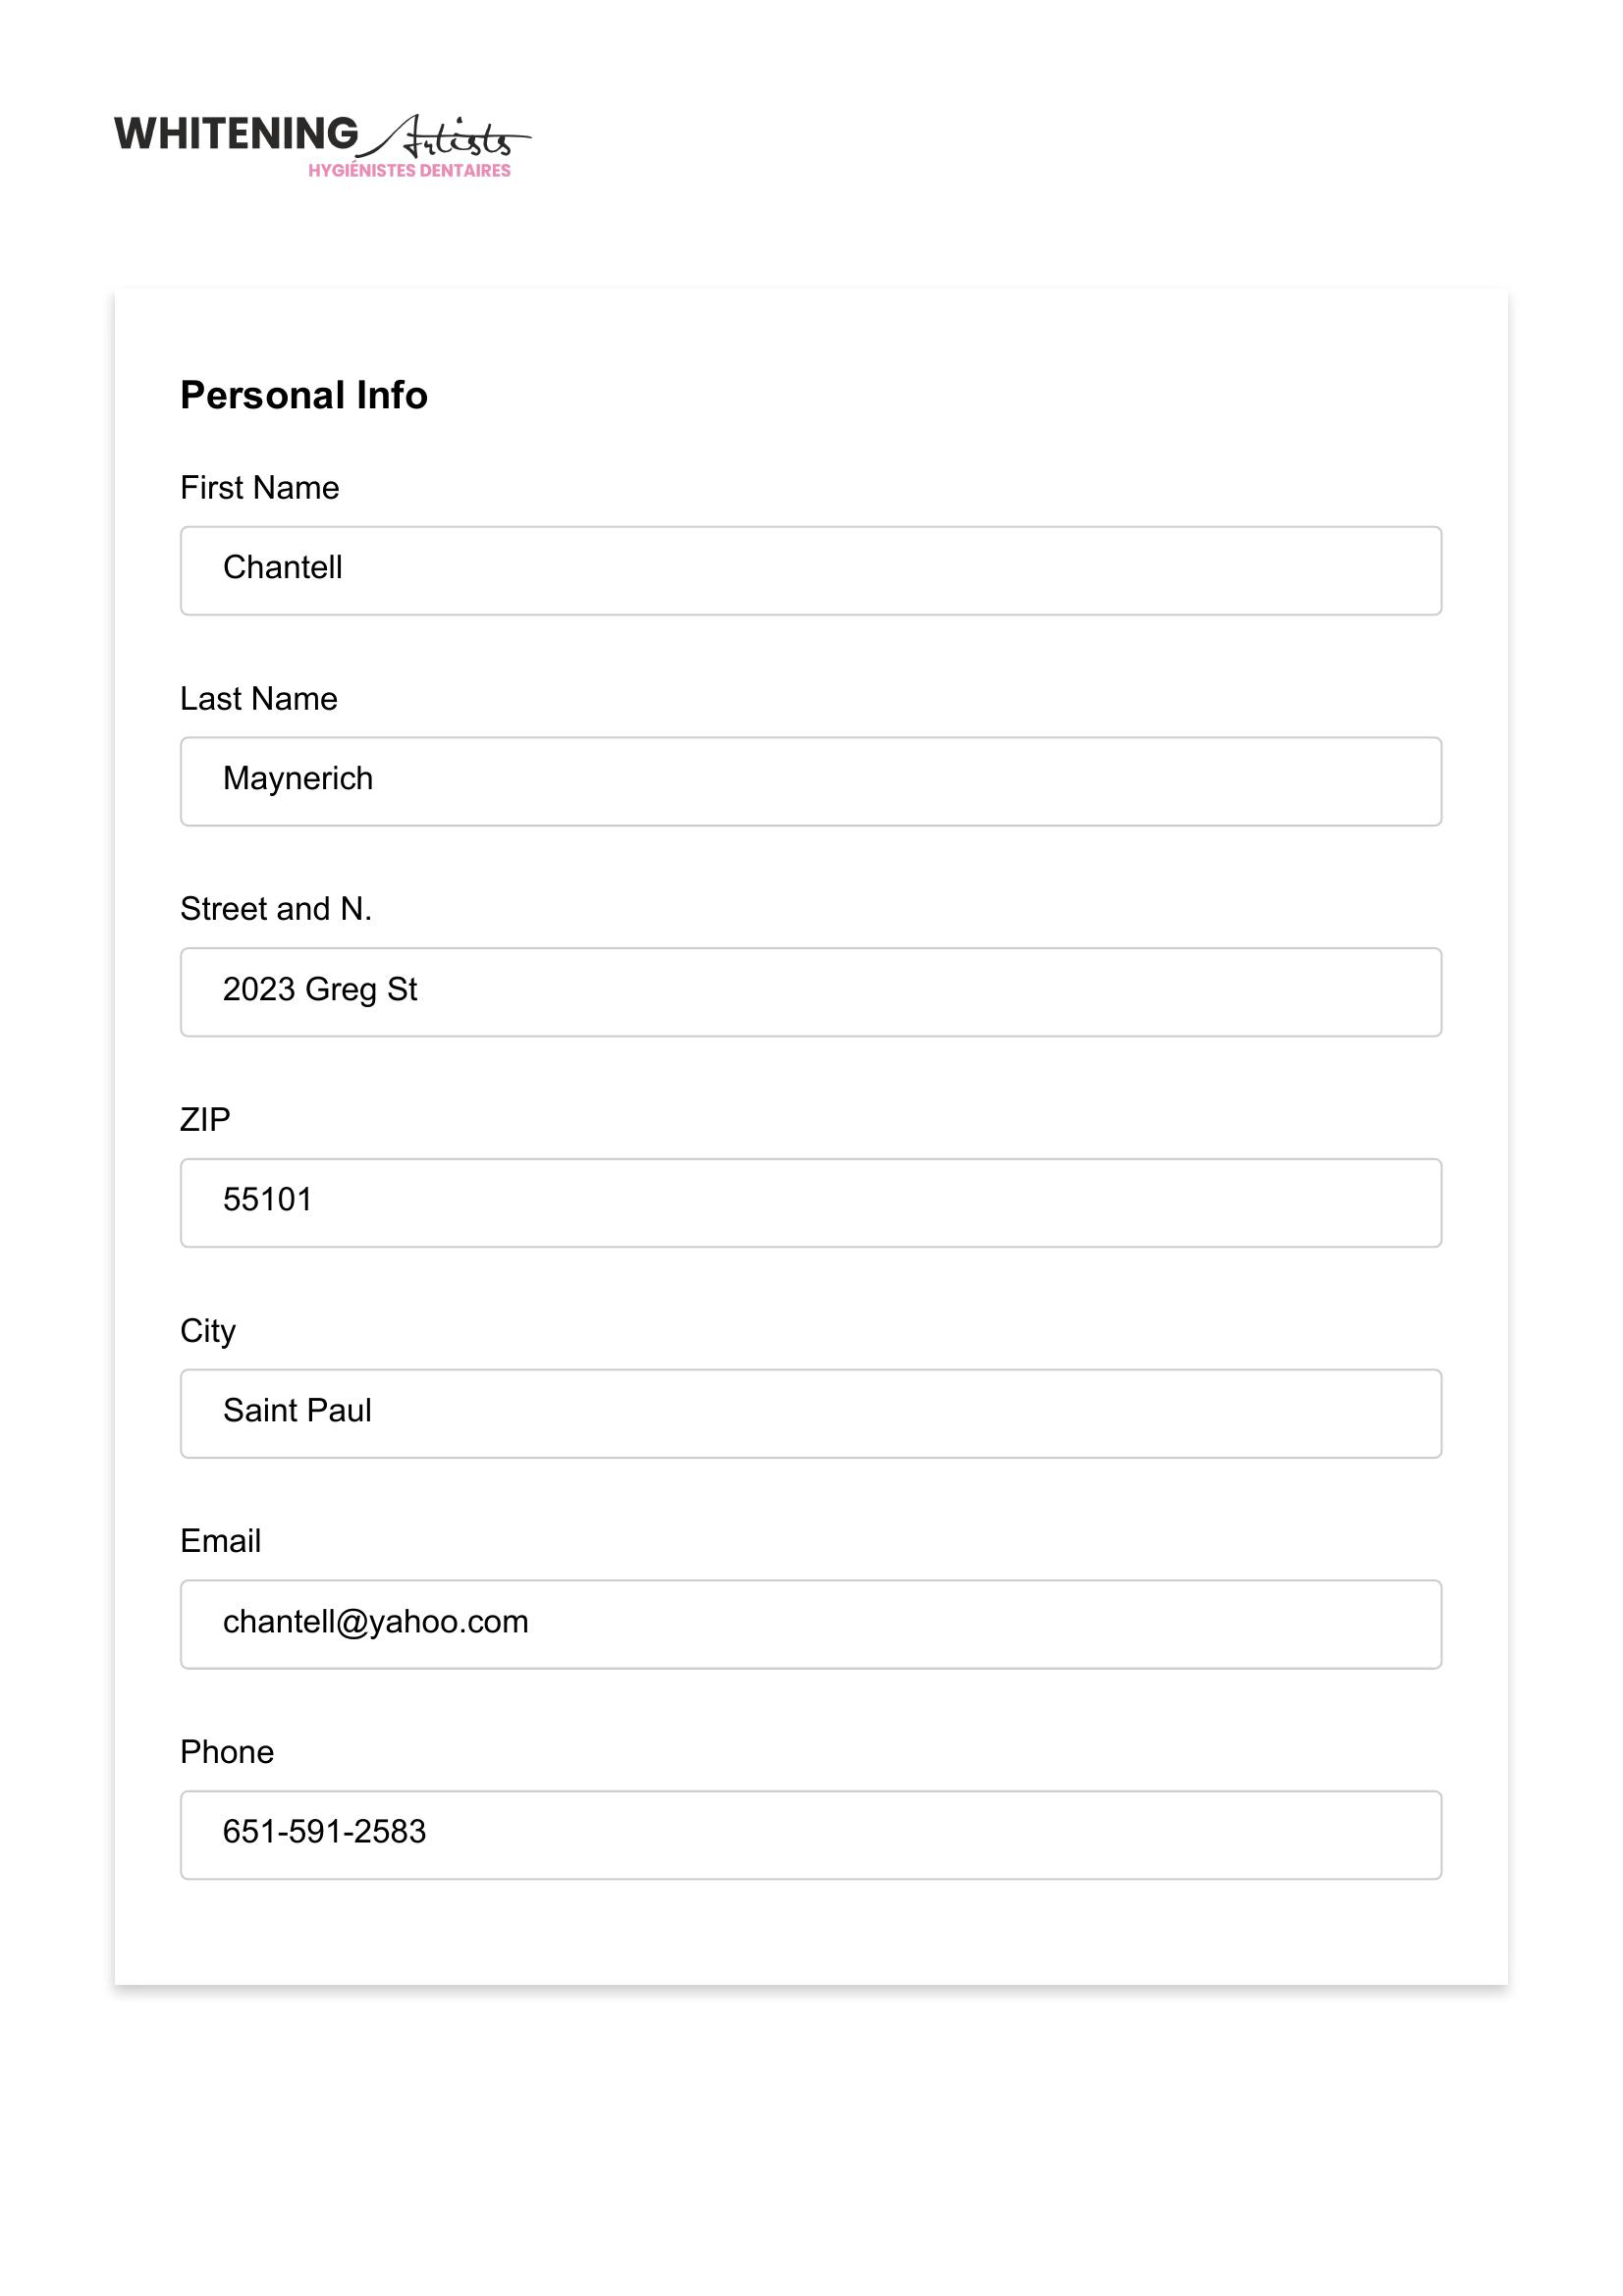 WHITENING Artists
HYGIÉNISTES DENTAIRES
Personal Info
First Name
Chantell
Last Name
Maynerich
Street and N.
2023 Greg St
ZIP
55101
City
Saint Paul
Email
chantell@yahoo.com
Phone
651-591-2583